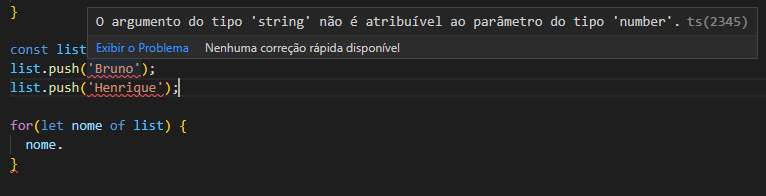 }
O argumento do tipo 'string' não é atribuível ao parâmetro do tipo 'number'. ts(2345)
Exibir o Problema Nenhuma correção rápida disponível
const list
list.push('Bruno');
list.push('Henrique');
for(let nome of list) {
nome.
}